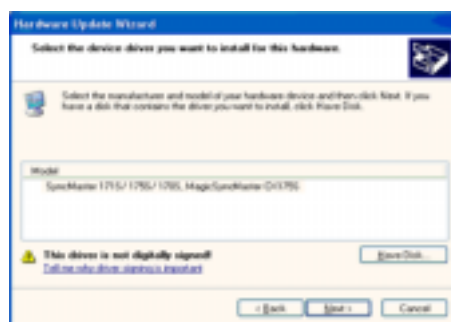 Hardware Update Wizard
Select the device driver you want to install for this hardware.
Select the manufacturer and model of your hardware device and then click Next. If you
have a disk that contains the driver you want to install, click Have Disk.
Model
SyncMaster 171S/ 175S/ 170S, MagicSyncMaster
This driver is not digitally signed!
Tell me why driver signing is important
Have Disk...
< Back
Next >
Cancel